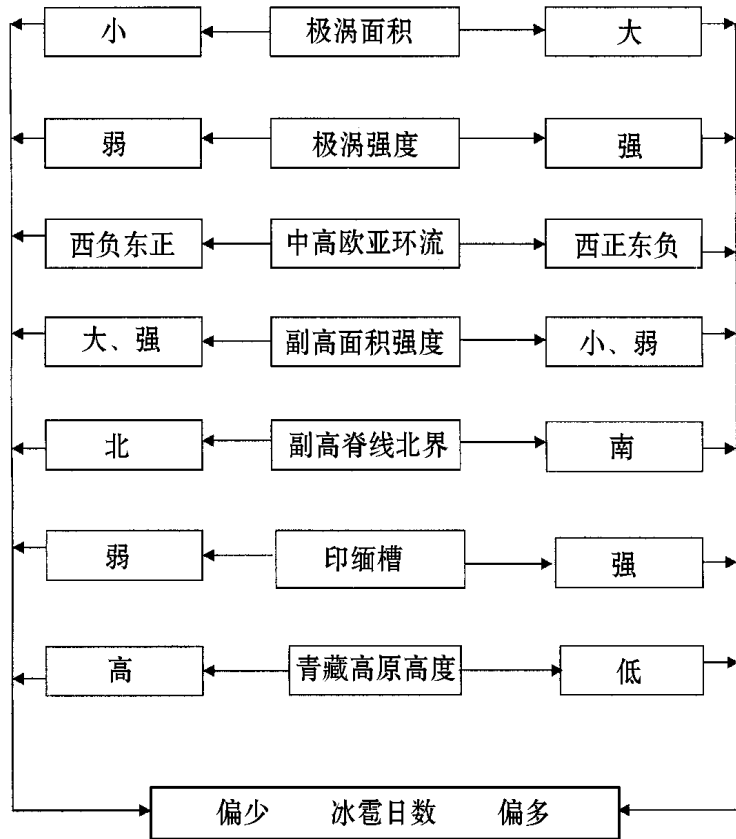 小 极涡面积 大
弱 极涡强度 强
西负东正 中高欧亚环流 西正东负
大、强 副高面积强度 小、弱
北 副高脊线北界 南
弱 印缅槽 强
高 青藏高原高度 低
偏少 冰雹日数 偏多